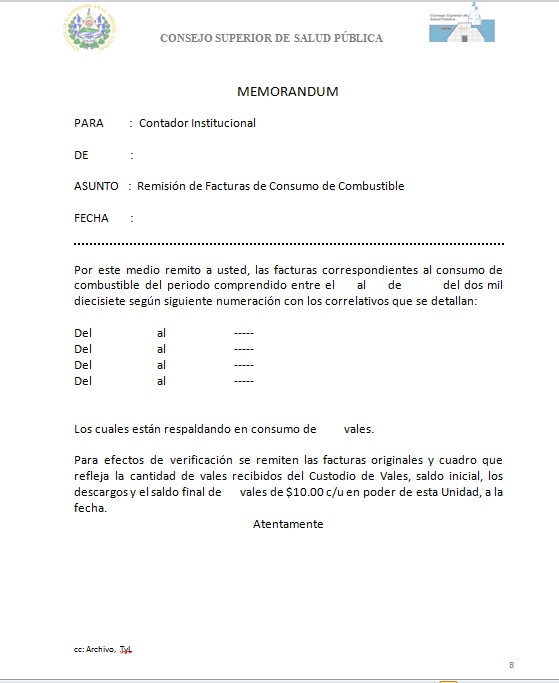 CONSEJO SUPERIOR DE SALUD PÚBLICA
Consejo Superior de
Salud Pública
MEMORANDUM
PARA : Contador Institucional
DE :
ASUNTO : Remisión de Facturas de Consumo de Combustible
FECHA :
Por este medio remito a usted, las facturas correspondientes al consumo de
combustible del periodo comprendido entre el al de del dos mil
diecisiete según siguiente numeración con los correlativos que se detallan:
Del al -----
Del al -----
Del al -----
Del al -----
Los cuales están respaldando en consumo de vales.
Para efectos de verificación se remiten las facturas originales y cuadro que
refleja la cantidad de vales recibidos del Custodio de Vales, saldo inicial, los
descargos y el saldo final de vales de $10.00 c/u en poder de esta Unidad, a la
fecha.
Atentamente
cc: Archivo, TyL
8